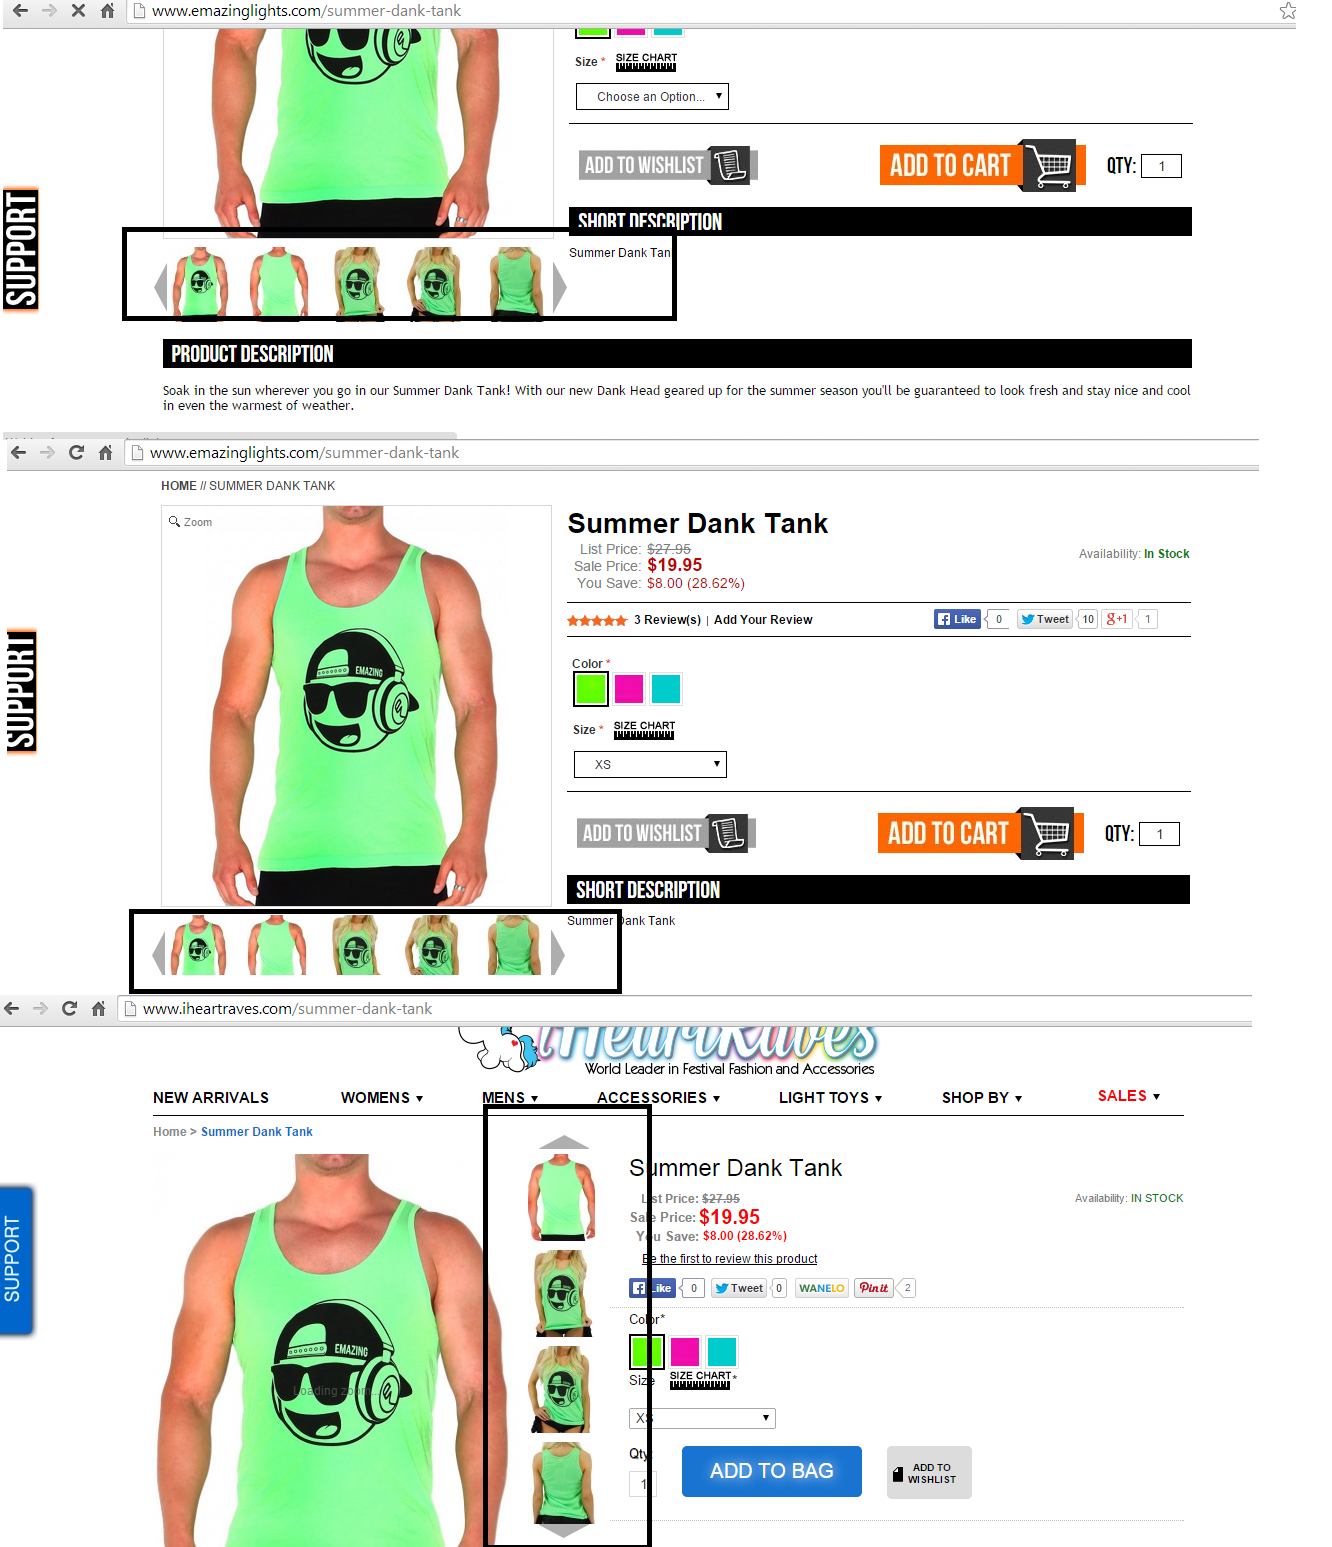 www.emazinglights.com/summer-dank-tank
Size * SIZE CHART
Choose an Option...
ADD TO WISHLIST
ADD TO CART
QTY: 1
SHORT DESCRIPTION
Summer Dank Tank
SUPPORT
PRODUCT DESCRIPTION
Soak in the sun wherever you go in our Summer Dank Tank! With our new Dank Head geared up for the summer season you'll be guaranteed to look fresh and stay nice and cool
in even the warmest of weather.
www.emazinglights.com/summer-dank-tank
HOME // SUMMER DANK TANK
Zoom
EMAZING
Summer Dank Tank
List Price: $27.95
Sale Price: $19.95
You Save: $8.00 (28.62%)
Availability: In Stock
3 Review(s) | Add Your Review
Like 0 Tweet 10 g+1 1
Color *
Size * SIZE CHART
XS
SUPPORT
ADD TO WISHLIST
ADD TO CART
QTY: 1
SHORT DESCRIPTION
Summer Dank Tank
www.iheartraves.com/summer-dank-tank
iHeartRaves
World Leader in Festival Fashion and Accessories
NEW ARRIVALS WOMENS MENS ACCESSORIES LIGHT TOYS SHOP BY SALES
Home > Summer Dank Tank
Summer Dank Tank
List Price: $27.95
Sale Price: $19.95
You Save: $8.00 (28.62%)
Availability: IN STOCK
Be the first to review this product
Like 0 Tweet 0 WANELO Pin it 2
Color*
Size SIZE CHART *
XS
SUPPORT
EMAZING
Loading zoom...
Qty:
1
ADD TO BAG
ADD TO
WISHLIST